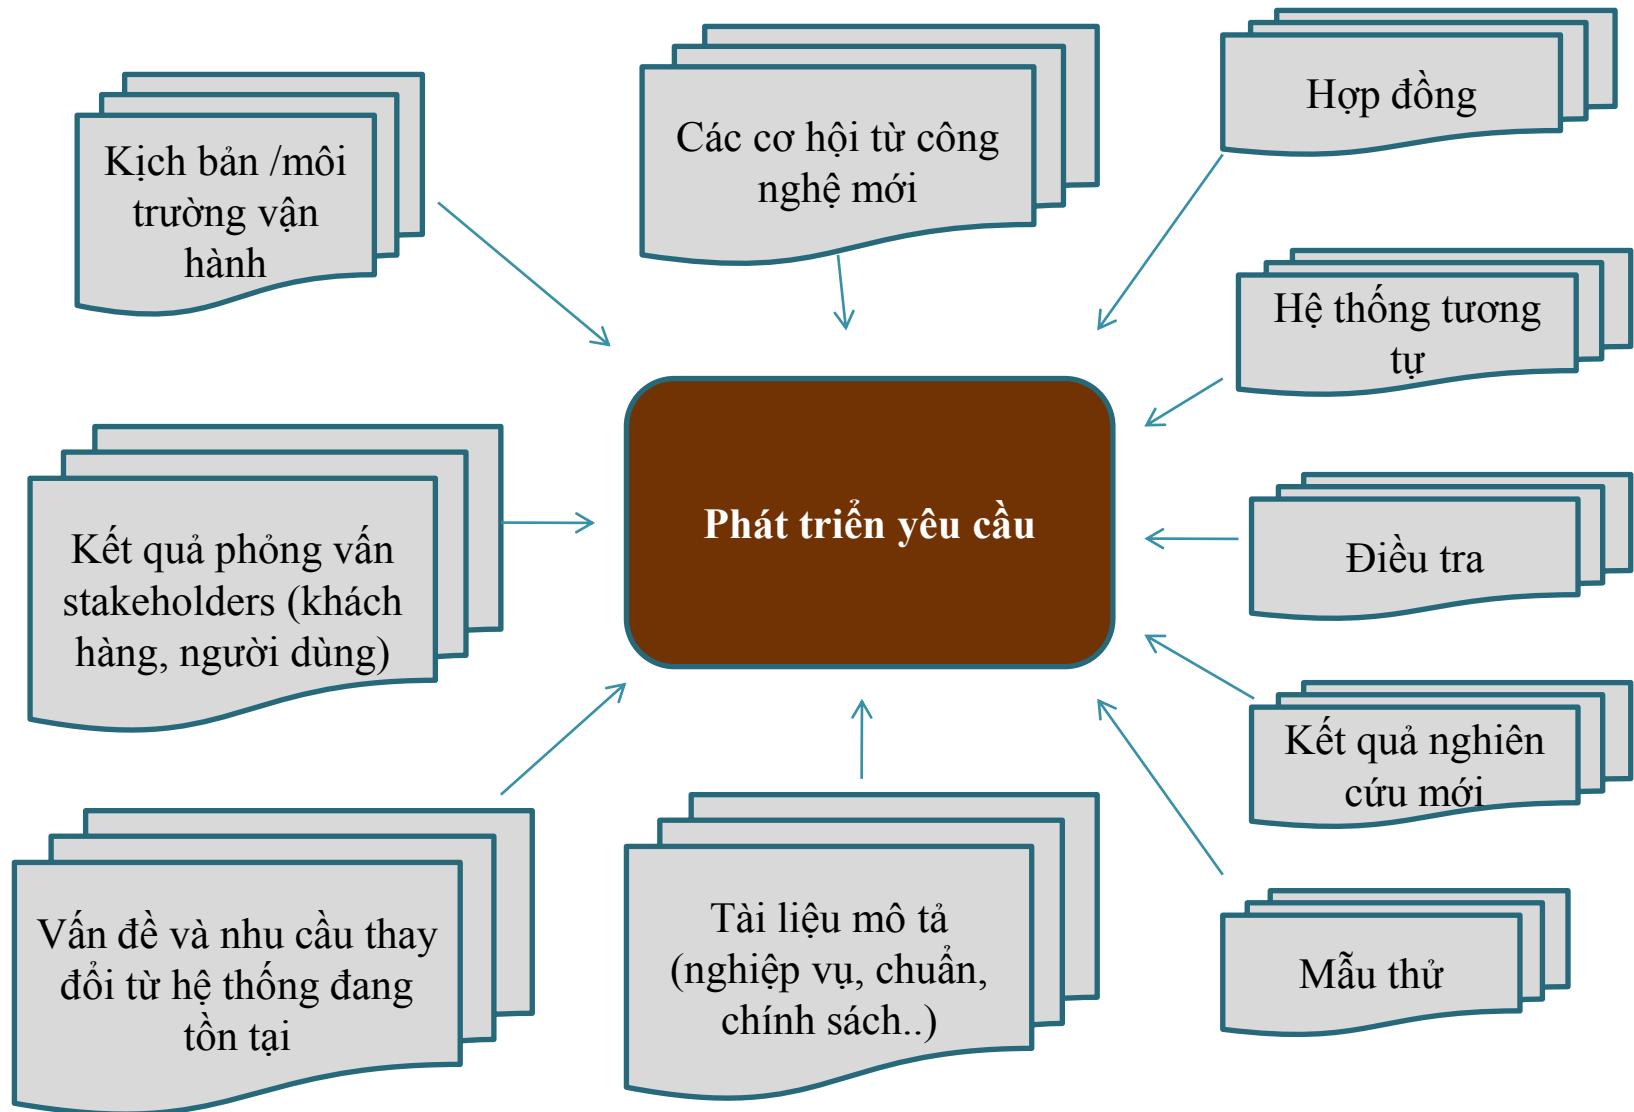 Kịch bản /môi
trường vận
hành
Các cơ hội từ công
nghệ mới
Hợp đồng
Hệ thống tương
tự
Kết quả phỏng vấn
stakeholders (khách
hàng, người dùng)
Phát triển yêu cầu
Điều tra
Kết quả nghiên
cứu mới
Vấn đề và nhu cầu thay
đổi từ hệ thống đang
tồn tại
Tài liệu mô tả
(nghiệp vụ, chuẩn,
chính sách..)
Mẫu thử